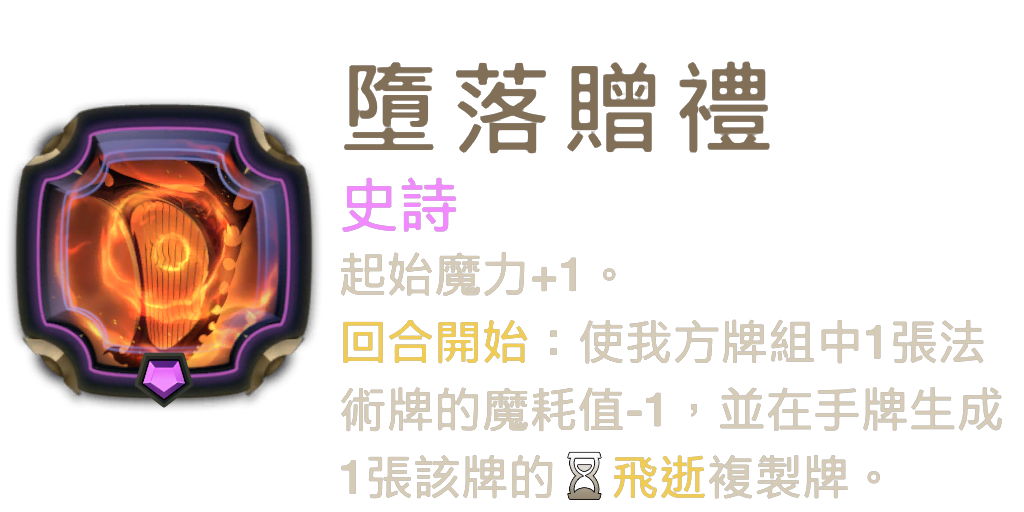 墮落贈禮
史詩
起始魔力+1。
回合開始：使我方牌組中1張法
術牌的魔耗值-1，並在手牌生成
1張該牌的飛逝複製牌。